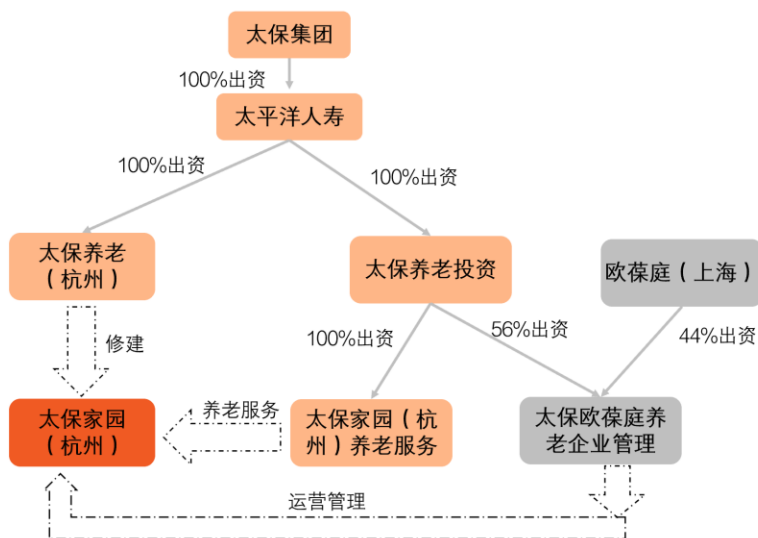 太保集团
100%出资
太平洋人寿
100%出资
100%出资
太保养老
（杭州）
太保养老投资
欧葆庭（上海）
修建
100%出资
56%出资
44%出资
太保家园
（杭州）
养老服务
太保家园（杭
州）养老服务
太保欧葆庭养
老企业管理
运营管理